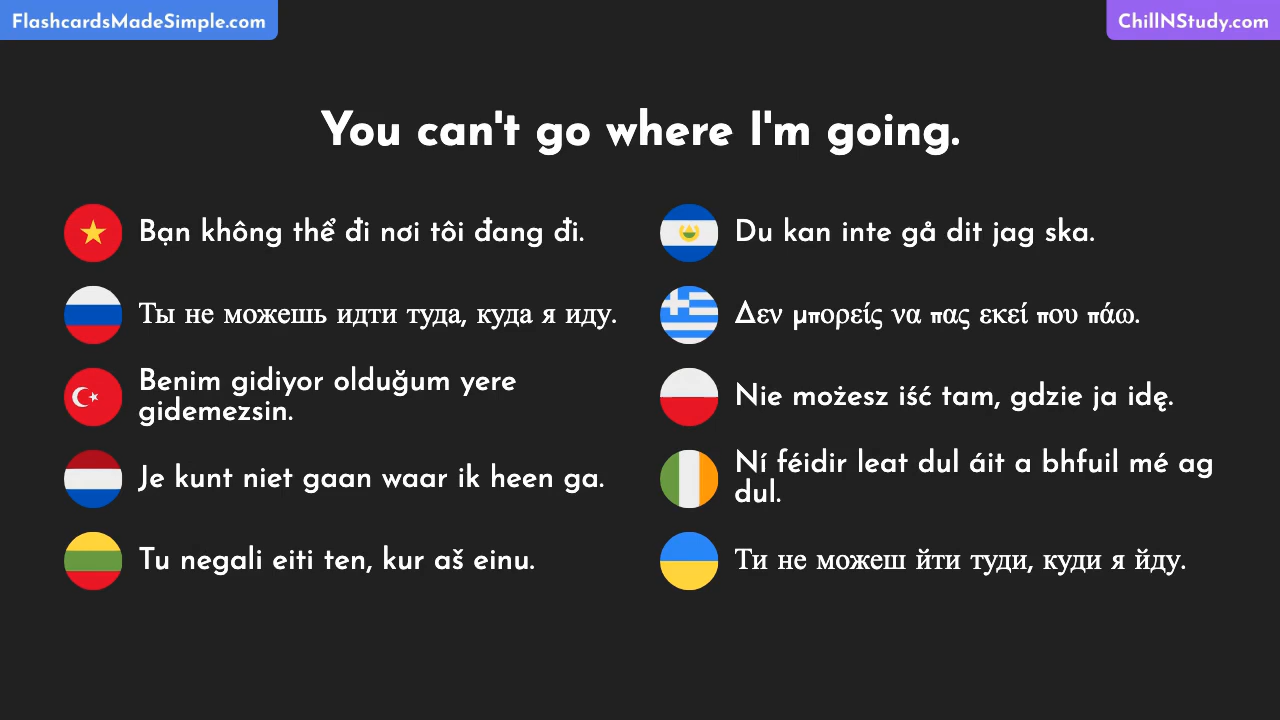 FlashcardsMadeSimple.com
ChillNStudy.com
You can't go where I'm going.
Bạn không thể đi nơi tôi đang đi.
Ты не можешь идти туда, куда я иду.
Benim gidiyor olduğum yere
gidemezsin.
Je kunt niet gaan waar ik heen ga.
Tu negali eiti ten, kur aš einu.
Du kan inte gå dit jag ska.
Δεν μπορείς να πας εκεί που πάω.
Nie możesz iść tam, gdzie ja idę.
Ní féidir leat dul áit a bhfuil mé ag
dul.
Ти не можеш йти туди, куди я йду.